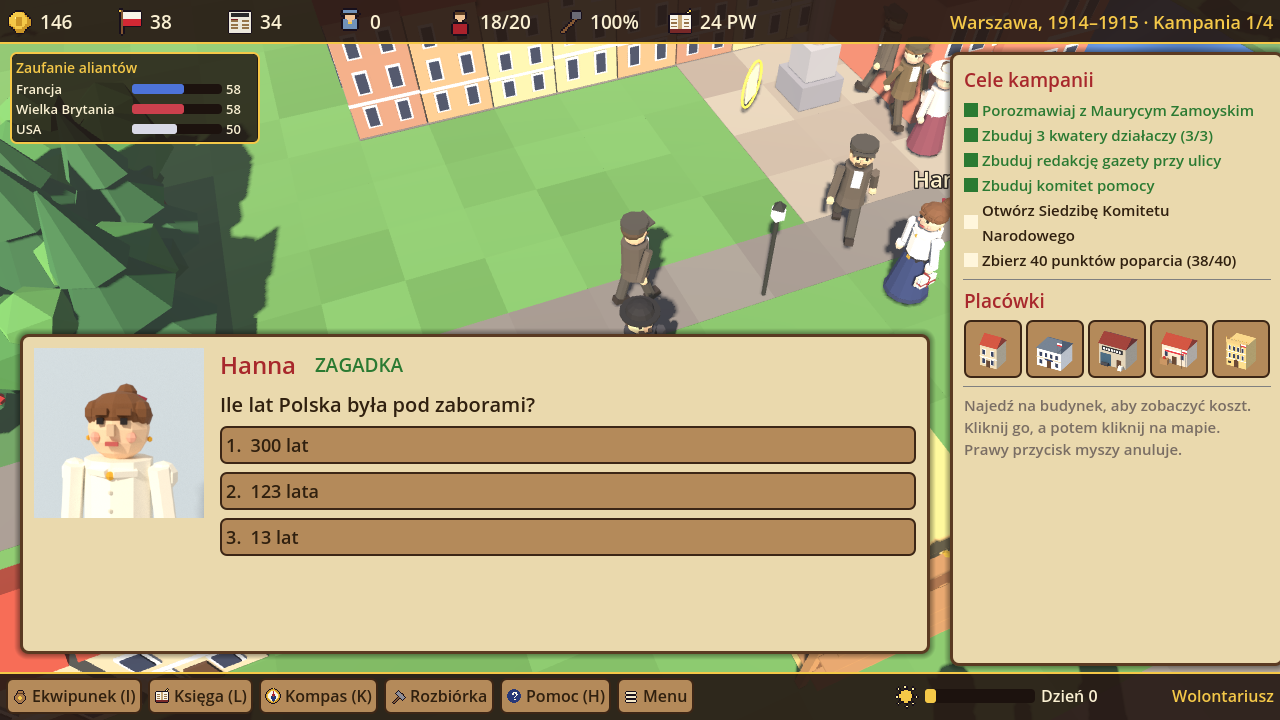 146 38 34 0 18/20 100% 24 PW Warszawa, 1914–1915 · Kampania 1/4
Zaufanie aliantów
Francja 58
Wielka Brytania 58
USA 50
Cele kampanii
Porozmawiaj z Maurycym Zamoyskim
Zbuduj 3 kwatery działaczy (3/3)
Zbuduj redakcję gazety przy ulicy
Zbuduj komitet pomocy
Otwórz Siedzibę Komitetu
Narodowego
Zbierz 40 punktów poparcia (38/40)
Placówki
Najedź na budynek, aby zobaczyć koszt.
Kliknij go, a potem kliknij na mapie.
Prawy przycisk myszy anuluje.
Har
Hanna ZAGADKA
Ile lat Polska była pod zaborami?
1. 300 lat
2. 123 lata
3. 13 lat
Ekwipunek (I) Księga (L) Kompas (K) Rozbiórka Pomoc (H) Menu Dzień 0 Wolontariusz